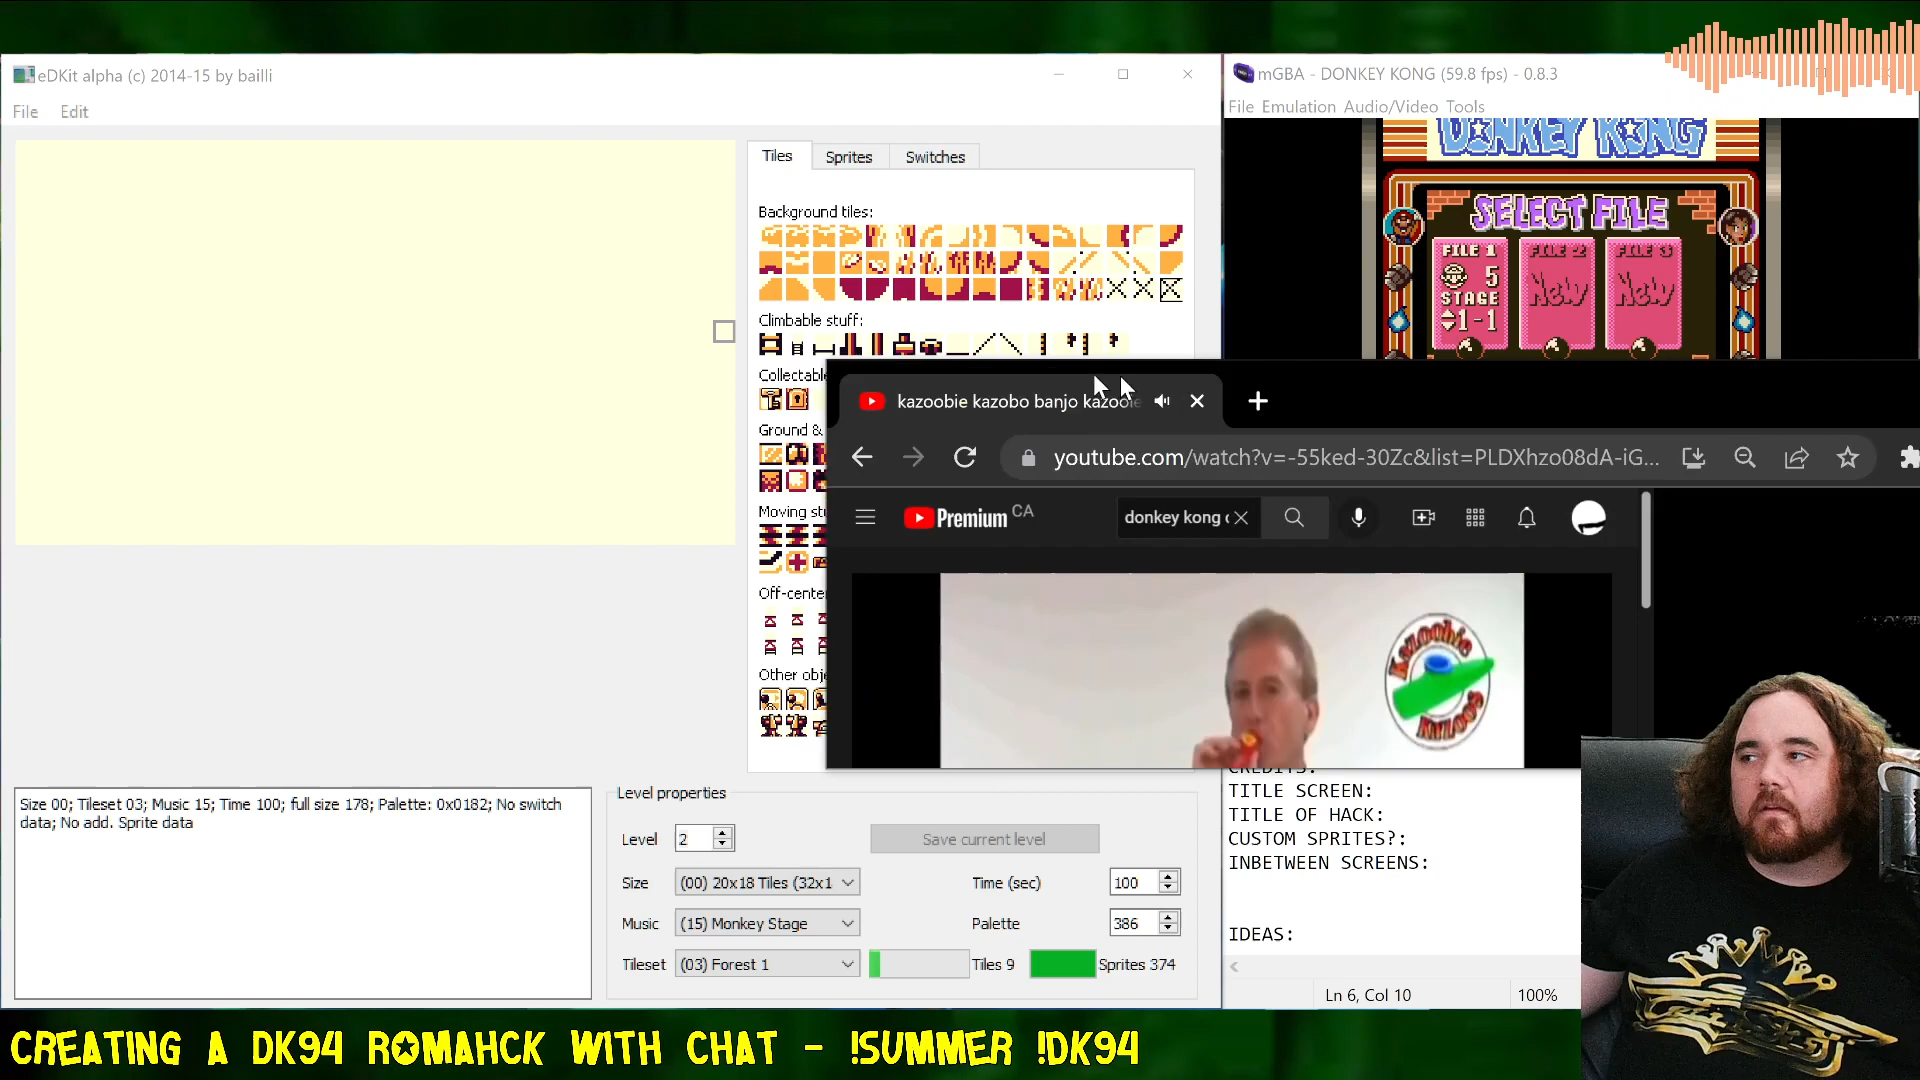 eDKit alpha (c) 2014-15 by bailli
File Edit
Tiles Sprites Switches
Background tiles:
Climbable stuff:
Collectable
Ground &
Moving stu
Off-cente
Other obje
Size 00; Tileset 03; Music 15; Time 100; full size 178; Palette: 0x0182; No switch
data; No add. Sprite data
Level properties
Level 2 Save current level
Size (00) 20x18 Tiles (32x1 Time (sec) 100
Music (15) Monkey Stage Palette 386
Tileset (03) Forest 1 Tiles 9 Sprites 374
mGBA - DONKEY KONG (59.8 fps) - 0.8.3
File Emulation Audio/Video Tools
DONKEY KONG
SELECT FILE
FILE 1 FILE 2 FILE 3
5 New New
STAGE
1-1
kazoobie kazobo banjo kazooie
youtube.com/watch?v=-55ked-30Zc&list=PLDXhzo08dA-iG...
Premium CA
donkey kong
Kazoobie
Kazoos
CREDITS:
TITLE SCREEN:
TITLE OF HACK:
CUSTOM SPRITES?:
INBETWEEN SCREENS:
IDEAS:
Ln 6, Col 10 100%
CREATING A DK94 ROMAHCK WITH CHAT - !SUMMER !DK94